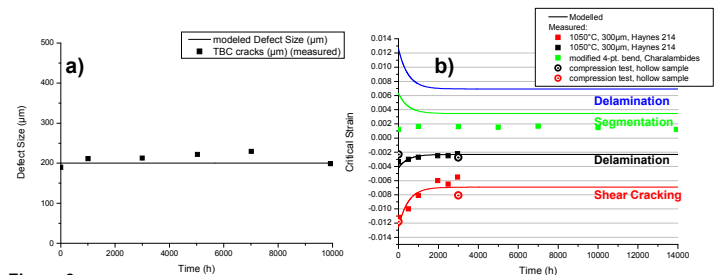 modeled Defect Size (µm)
TBC cracks (µm) (measured)
a)
500
400
300
200
100
0
Defect Size (µm)
0
2000
4000
6000
8000
10000
Time (h)
Modelled
Measured:
1050°C, 300µm, Haynes 214
1050°C, 300µm, Haynes 214
modified 4-pt. bend, Charalambides
compression test, hollow sample
compression test, hollow sample
b)
0.014
0.012
0.010
0.008
0.006
0.004
0.002
0.000
-0.002
-0.004
-0.006
-0.008
-0.010
-0.012
-0.014
Critical Strain
Delamination
Segmentation
Delamination
Shear Cracking
0
2000
4000
6000
8000
10000
12000
14000
Time (h)